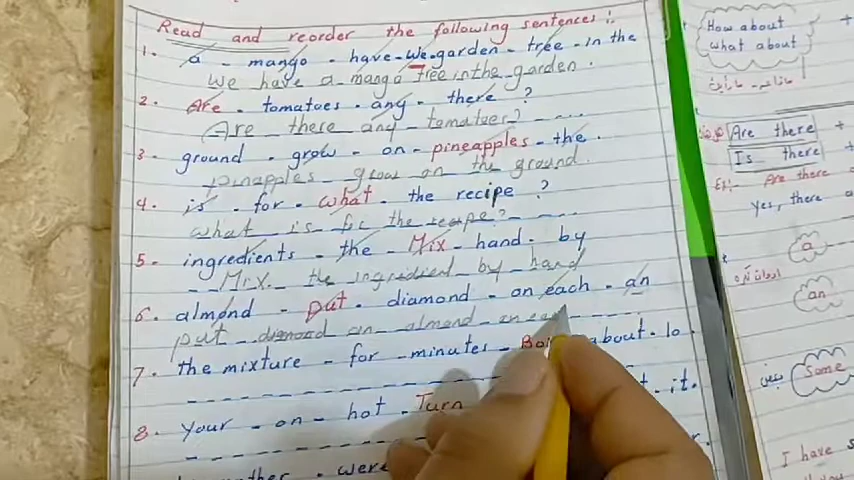 Read and reorder the following sentences :
1. a - mango - have - we - garden - tree - in the
We have a mango tree in the garden.
2. Are - tomatoes - any - there ?
Are there any tomatoes ?
3. ground - grow - on - pineapples - the .
pinapples grow on the ground.
4. is - for - what - the recipe ?
what is for the recipe ?
5. ingredients - the - Mix - hand - by
Mix the ingredient by hand
6. almond - put - diamond - on each - an
put diamond an almond on eac
7. the mixture - for - minutes - about - 10
8. your - on - hot - Turn it
were
How about
What about
Are there +
Is there
Are there
Yes, there
a
an
Some
I have